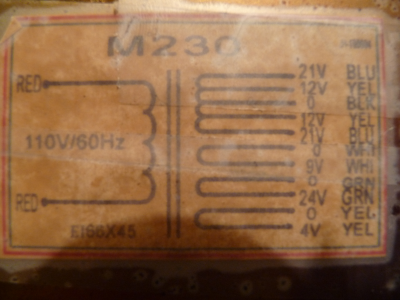 M230
RED
110V/60Hz
RED
EI66X45
21V BLU
12V YEL
0 BLK
12V YEL
21V BLU
0 WHI
9V WHI
0 GRN
24V GRN
0 YEL
4V YEL